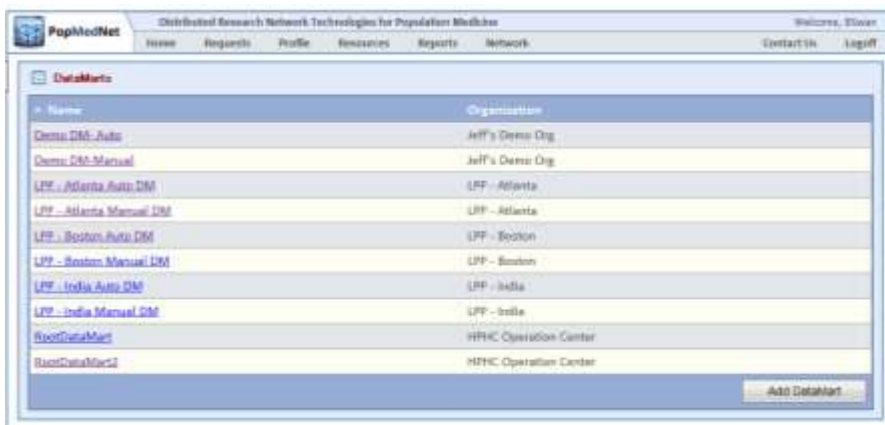 PopMedNet
Distributed Research Network Technologies for Population Medicine
Welcome,
Home Requests Profile Resources Reports Network
Contact Us Logoff
DataMarts
Name Organization
Demo DM- Auto Jeff's Demo Org
Demo DM-Manual Jeff's Demo Org
LPP - Atlanta Auto DM LPP - Atlanta
LPP - Atlanta Manual DM LPP - Atlanta
LPP - Boston Auto DM LPP - Boston
LPP - Boston Manual DM LPP - Boston
LPP - India Auto DM LPP - India
LPP - India Manual DM LPP - India
RootDataMart HPHC Operation Center
RootDataMart2 HPHC Operation Center
Add DataMart